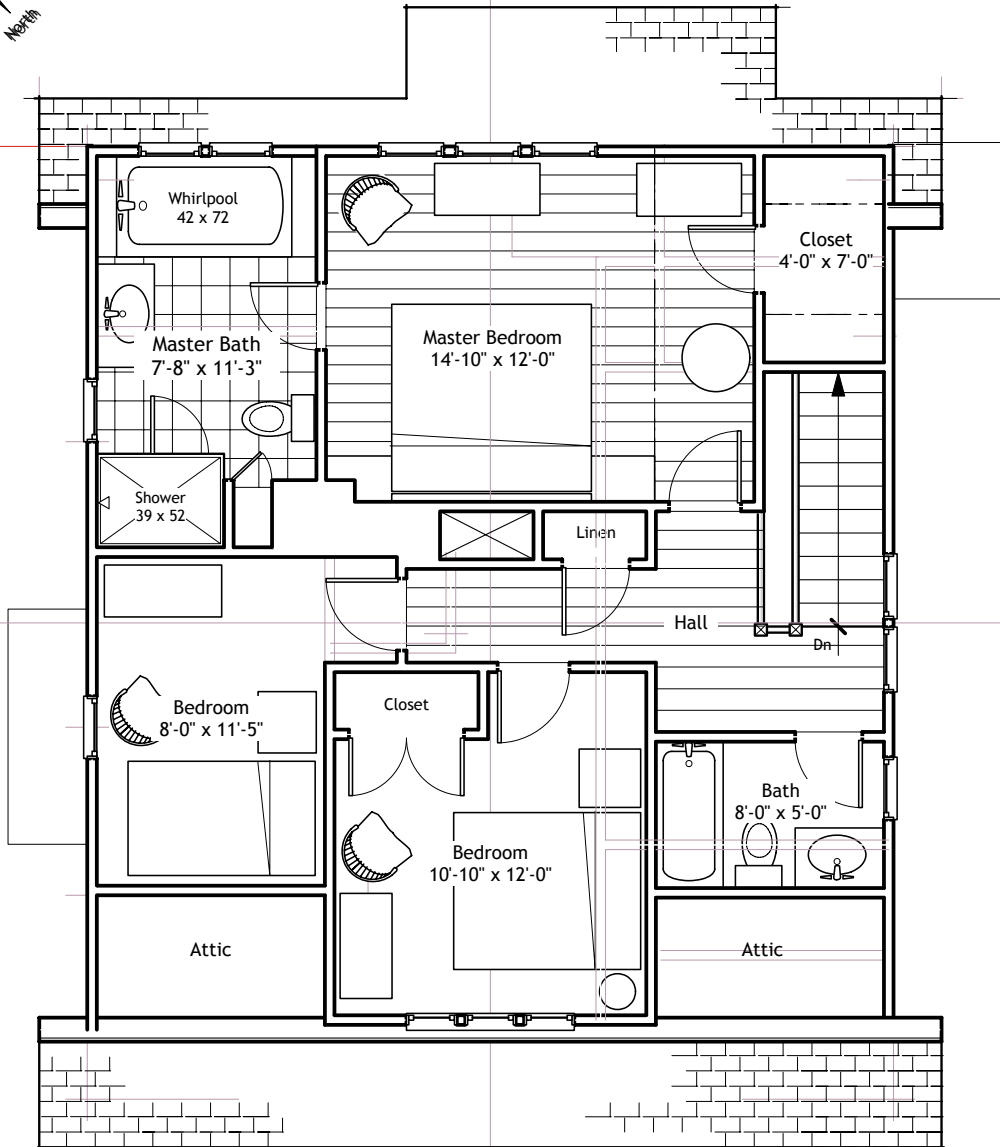 North
Whirlpool
42 x 72
Closet
4'-0" x 7'-0"
Master Bath
7'-8" x 11'-3"
Master Bedroom
14'-10" x 12'-0"
Shower
39 x 52
Linen
Hall
Dn
Bedroom
8'-0" x 11'-5"
Closet
Bath
8'-0" x 5'-0"
Bedroom
10'-10" x 12'-0"
Attic
Attic